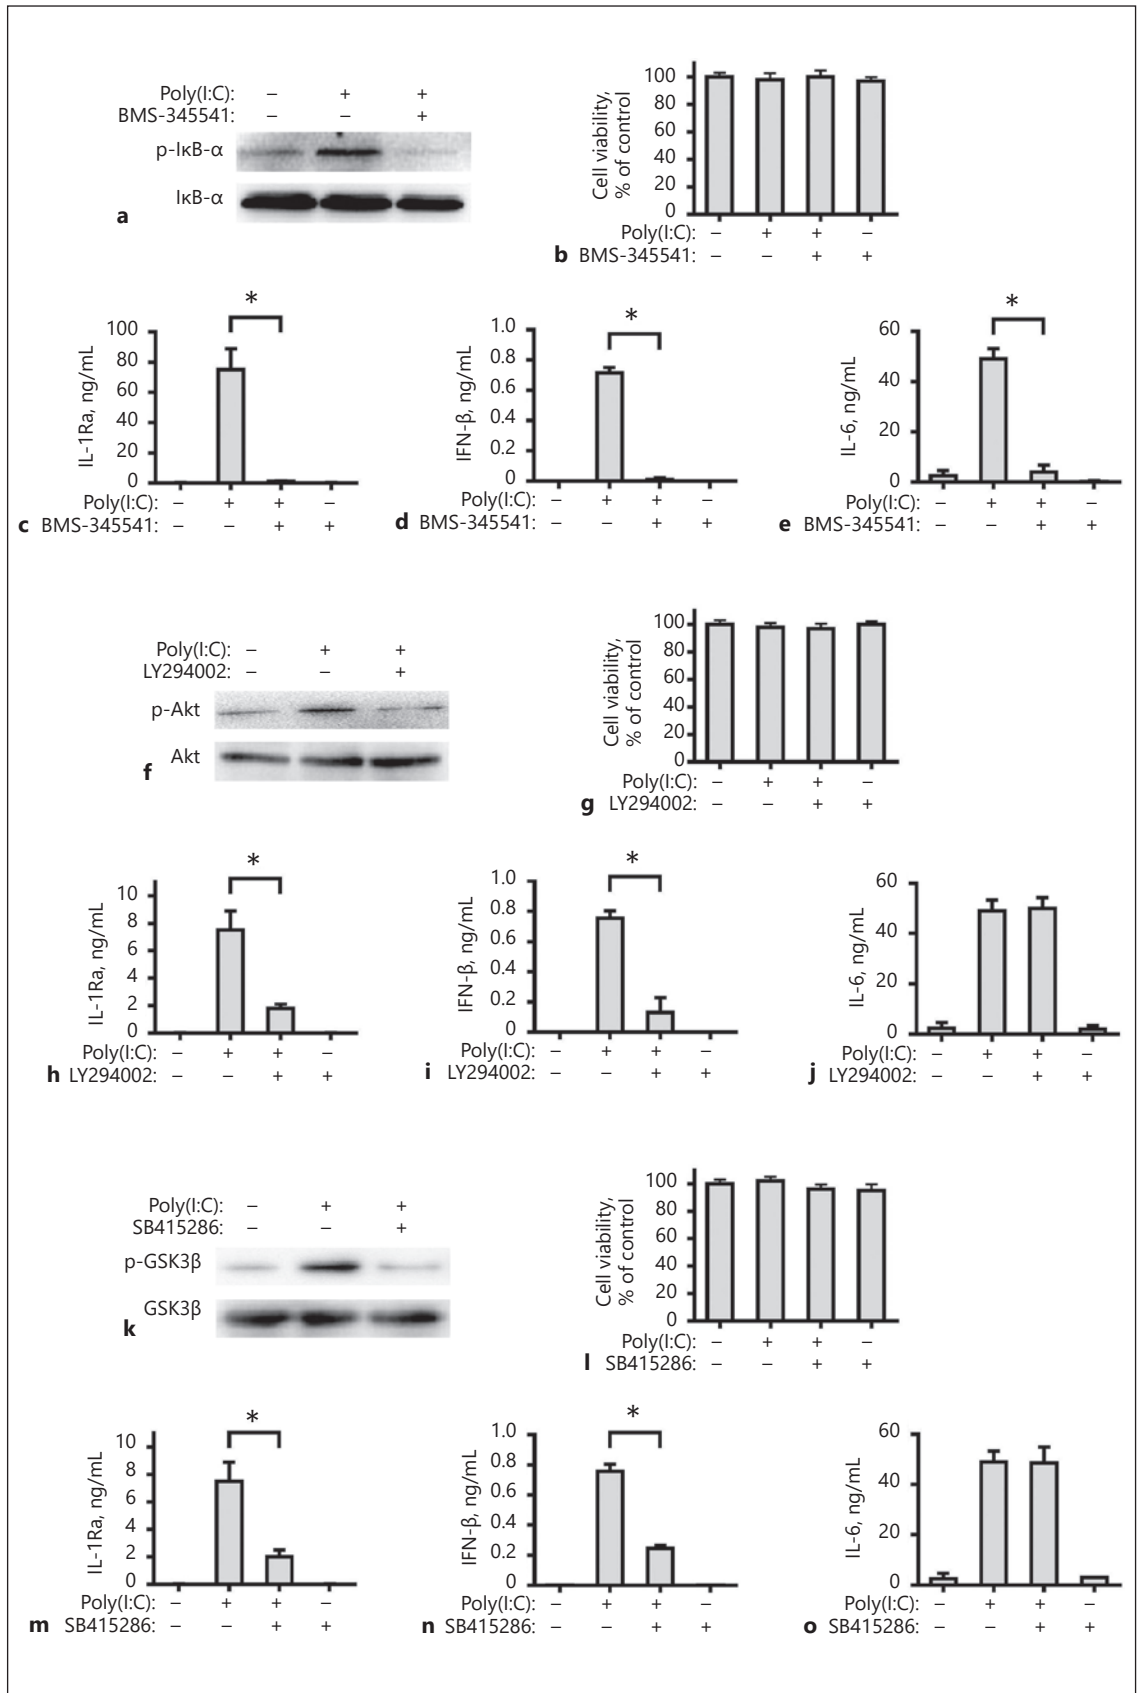 Poly(I:C): – + +
BMS-345541: – – +
p-IκB-α
IκB-α
a
100
80
60
40
20
0
Cell viability,
% of control
Poly(I:C): – + + –
b BMS-345541: – – + +
*
100
80
60
40
20
0
IL-1Ra, ng/mL
Poly(I:C): – + + –
c BMS-345541: – – + +
*
1.0
0.8
0.6
0.4
0.2
0
IFN-β, ng/mL
Poly(I:C): – + + –
d BMS-345541: – – + +
*
60
40
20
0
IL-6, ng/mL
Poly(I:C): – + + –
e BMS-345541: – – + +
Poly(I:C): – + +
LY294002: – – +
p-Akt
Akt
f
100
80
60
40
20
0
Cell viability,
% of control
Poly(I:C): – + + –
g LY294002: – – + +
*
10
8
6
4
2
0
IL-1Ra, ng/mL
Poly(I:C): – + + –
h LY294002: – – + +
*
1.0
0.8
0.6
0.4
0.2
0
IFN-β, ng/mL
Poly(I:C): – + + –
i LY294002: – – + +
60
40
20
0
IL-6, ng/mL
Poly(I:C): – + + –
j LY294002: – – + +
Poly(I:C): – + +
SB415286: – – +
p-GSK3β
GSK3β
k
100
80
60
40
20
0
Cell viability,
% of control
Poly(I:C): – + + –
l SB415286: – – + +
*
10
8
6
4
2
0
IL-1Ra, ng/mL
Poly(I:C): – + + –
m SB415286: – – + +
*
1.0
0.8
0.6
0.4
0.2
0
IFN-β, ng/mL
Poly(I:C): – + + –
n SB415286: – – + +
60
40
20
0
IL-6, ng/mL
Poly(I:C): – + + –
o SB415286: – – + +